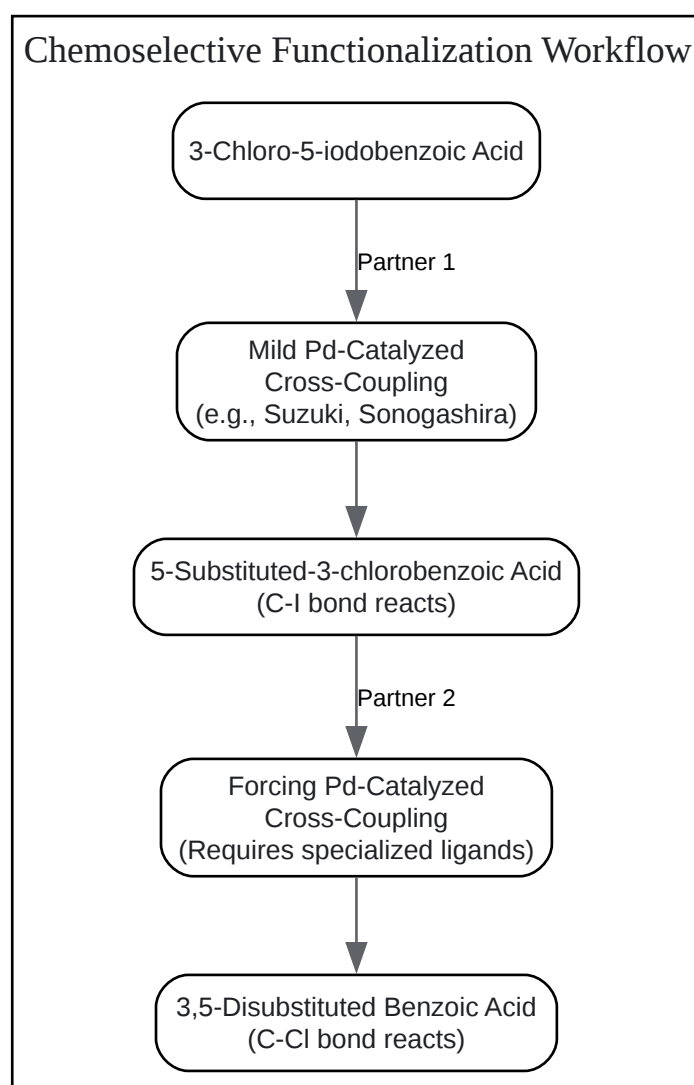 Chemoselective Functionalization Workflow
3-Chloro-5-iodobenzoic Acid
Partner 1
Mild Pd-Catalyzed
Cross-Coupling
(e.g., Suzuki, Sonogashira)
5-Substituted-3-chlorobenzoic Acid
(C-I bond reacts)
Partner 2
Forcing Pd-Catalyzed
Cross-Coupling
(Requires specialized ligands)
3,5-Disubstituted Benzoic Acid
(C-Cl bond reacts)